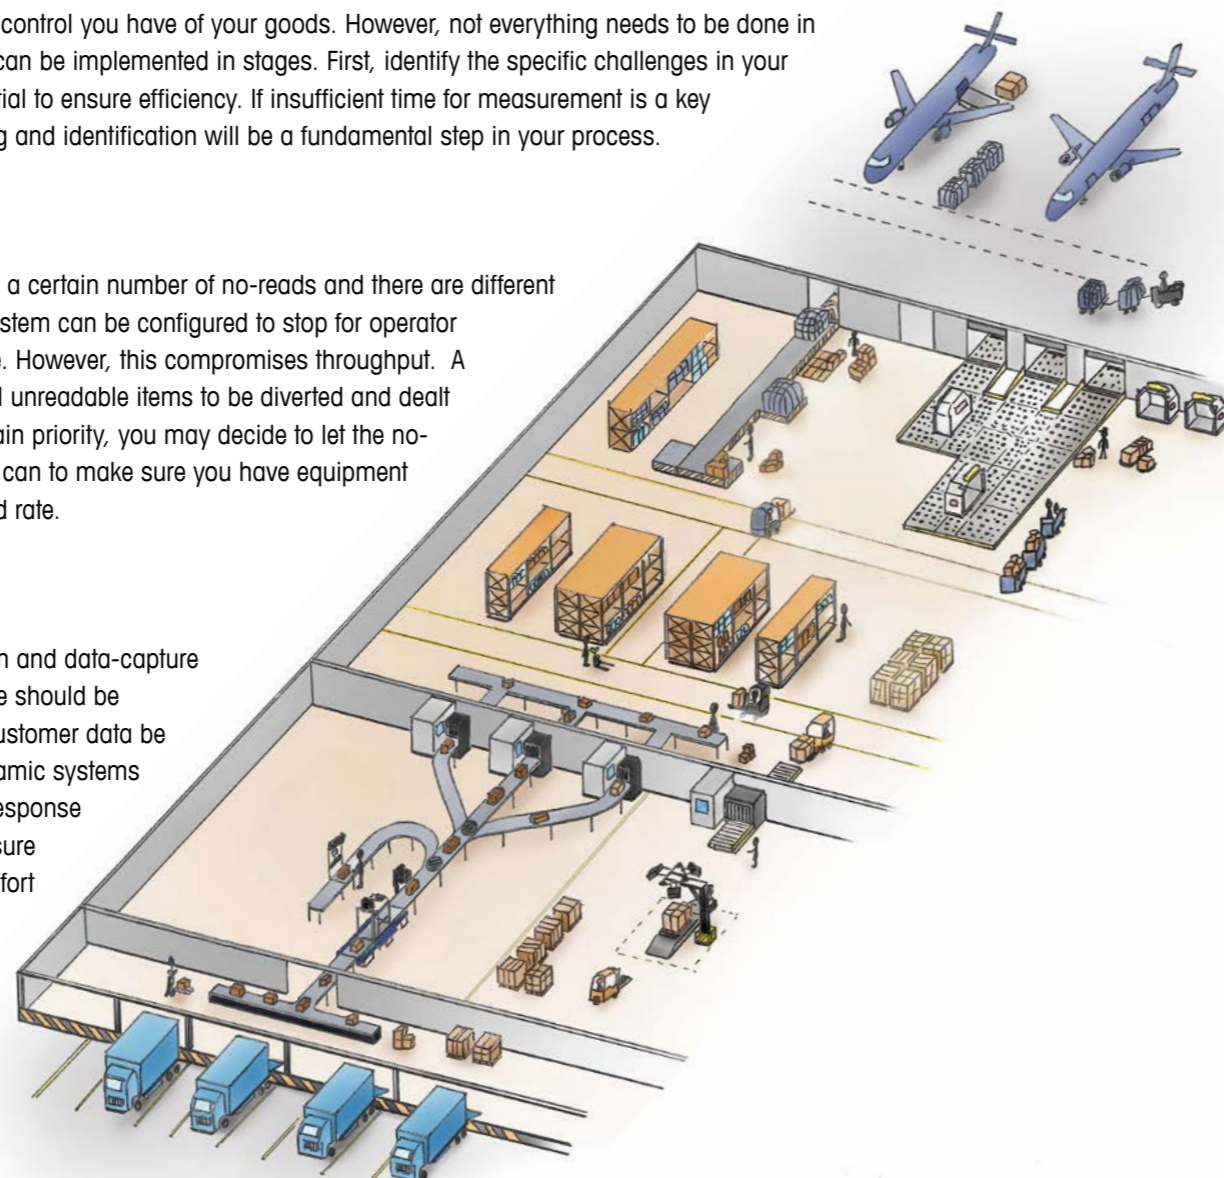 control you have of your goods. However, not everything needs to be done in
can be implemented in stages. First, identify the specific challenges in your
tial to ensure efficiency. If insufficient time for measurement is a key
g and identification will be a fundamental step in your process.
a certain number of no-reads and there are different
stem can be configured to stop for operator
e. However, this compromises throughput. A
d unreadable items to be diverted and dealt
ain priority, you may decide to let the no-
can to make sure you have equipment
d rate.
n and data-capture
e should be
ustomer data be
amic systems
esponse
sure
fort